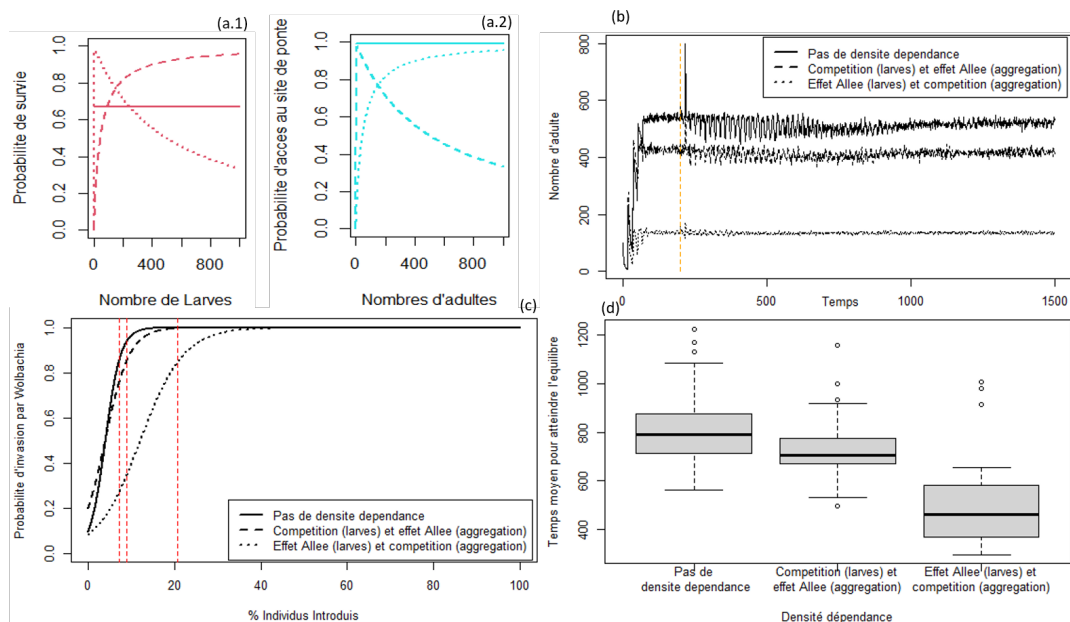 (a.1)
Probabilite de survie
0.0 0.2 0.4 0.6 0.8 1.0
0 400 800
Nombre de Larves
(a.2)
Probabilite d'acces au site de ponte
0.0 0.2 0.4 0.6 0.8 1.0
0 400 800
Nombres d'adultes
(b)
Nombre d'adulte
0 200 400 600 800
Pas de densite dependance
Competition (larves) et effet Allee (aggregation)
Effet Allee (larves) et competition (aggregation)
0 500 1000 1500
Temps
(c)
Probabilite d'invasion par Wolbachia
0.0 0.2 0.4 0.6 0.8 1.0
Pas de densite dependance
Competition (larves) et effet Allee (aggregation)
Effet Allee (larves) et competition (aggregation)
0 20 40 60 80 100
% Individus Introduis
(d)
Temps moyen pour atteindre l'equilibre
400 600 800 1000 1200
Pas de
densite dependance
Competition (larves) et
effet Allee (aggregation)
Effet Allee (larves) et
competition (aggregation)
Densité dépendance